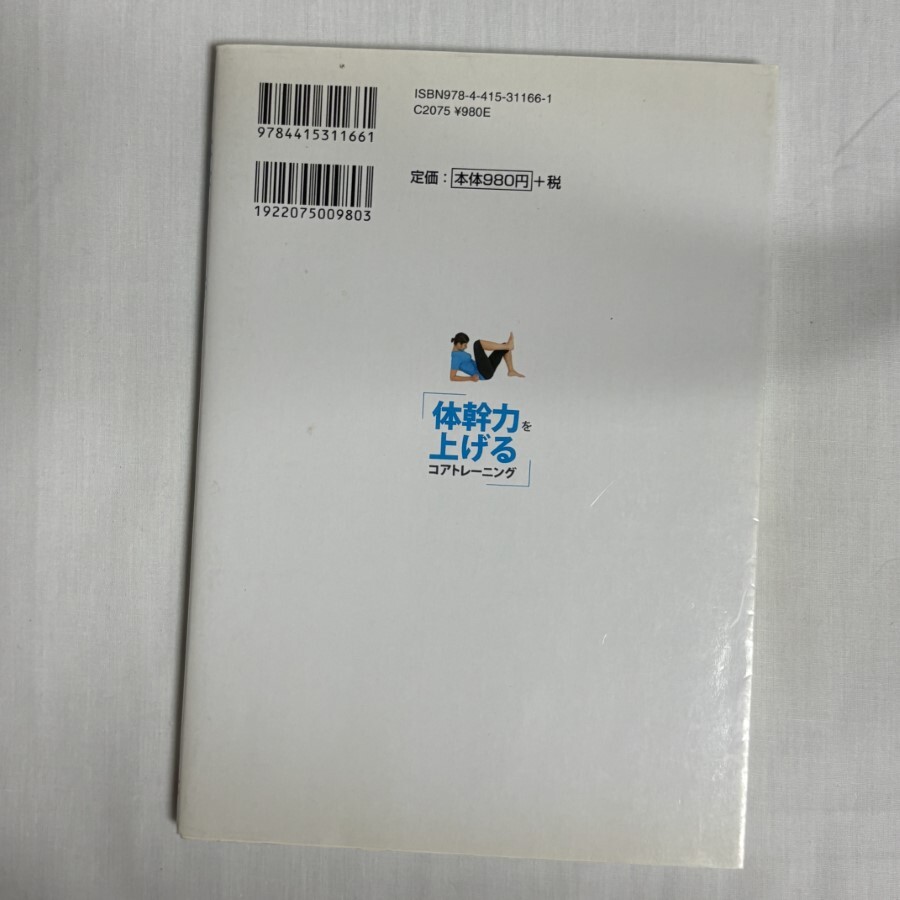 ISBN978-4-415-31166-1
C2075 ¥980E
9784415311661
定価：本体980円＋税
1922075009803
「体幹力を
上げる
コアトレーニング」